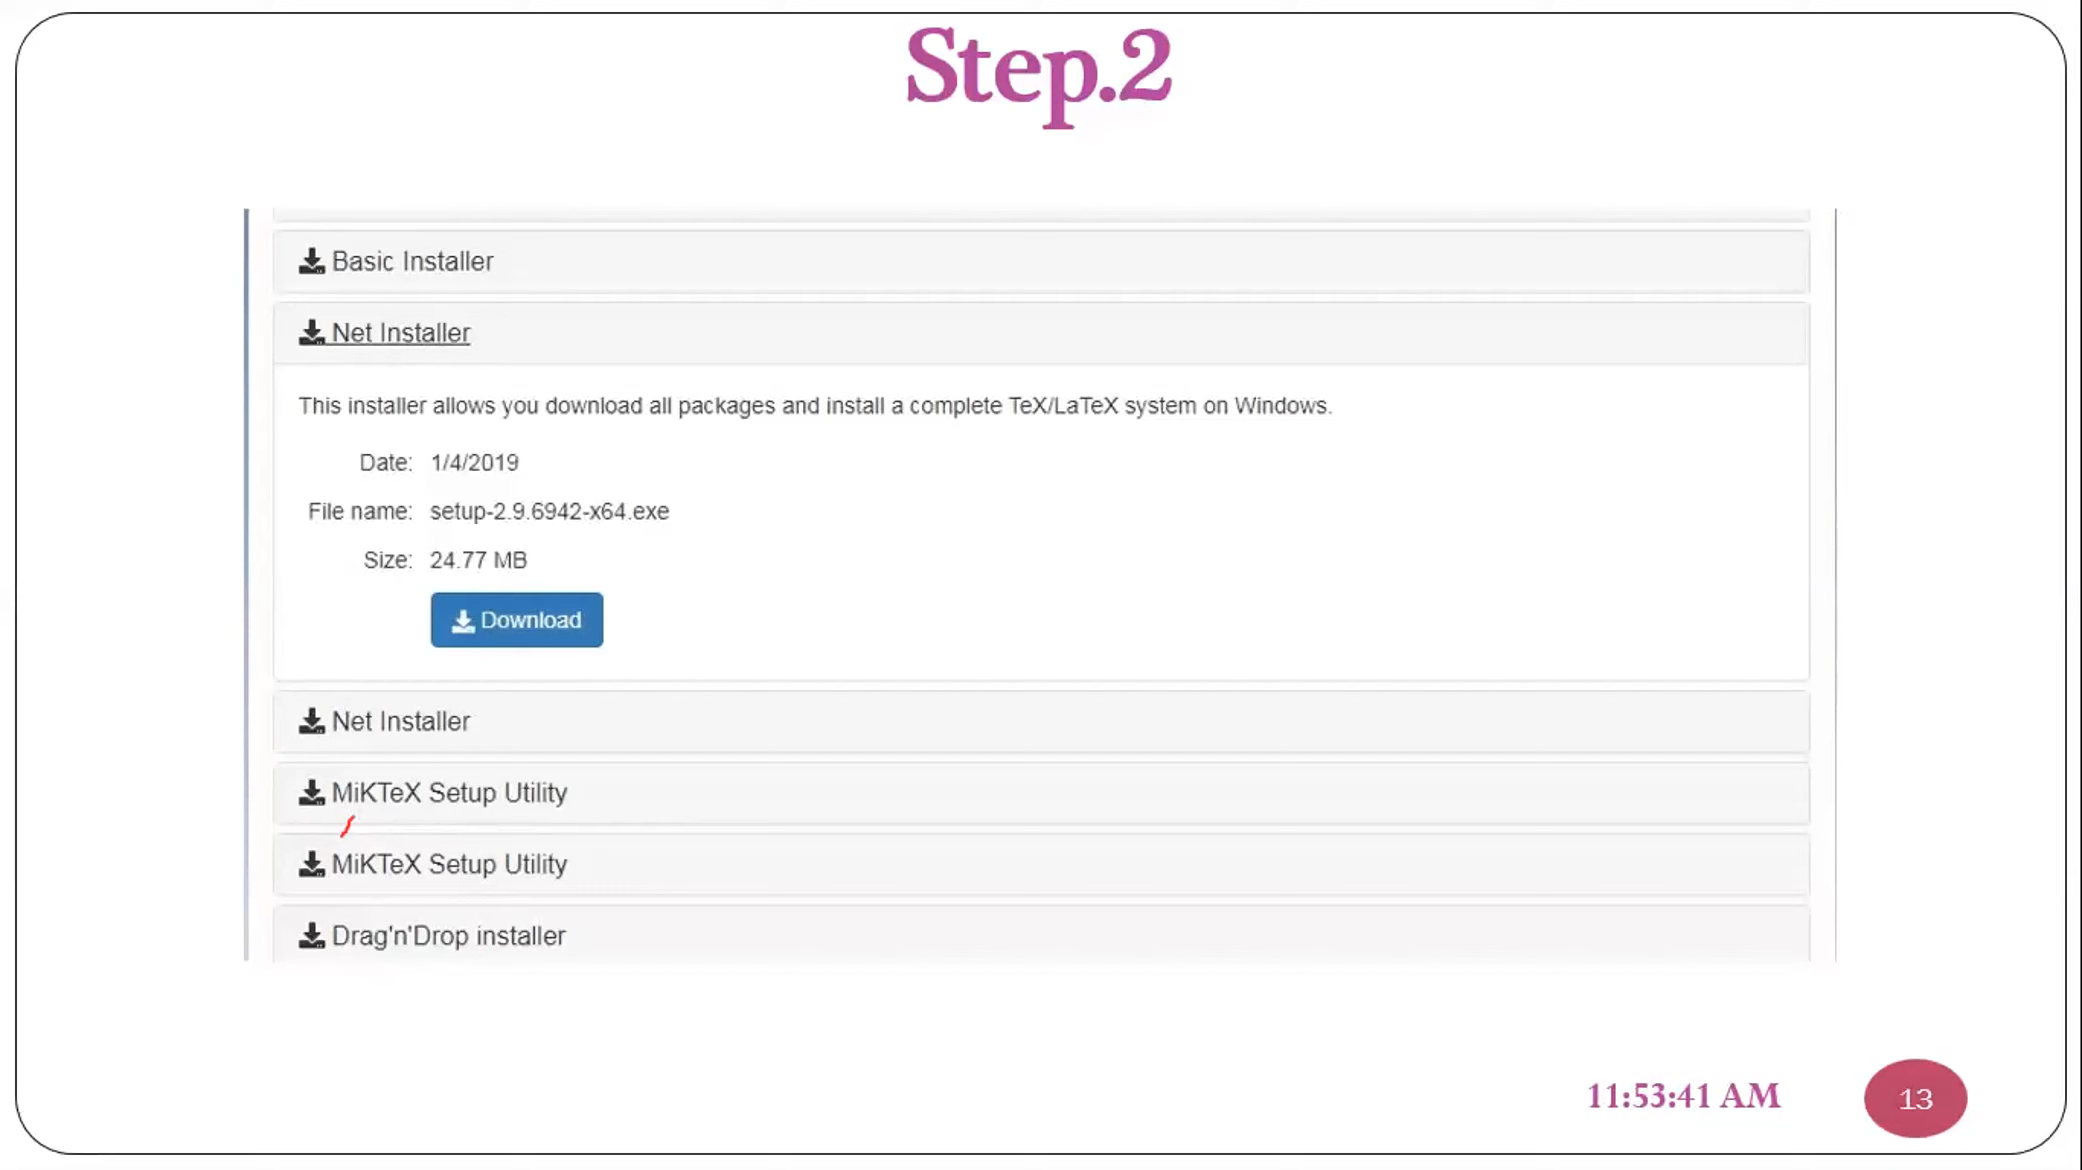 Step.2
Basic Installer
Net Installer
This installer allows you download all packages and install a complete TeX/LaTeX system on Windows.
Date: 1/4/2019
File name: setup-2.9.6942-x64.exe
Size: 24.77 MB
Download
Net Installer
MiKTeX Setup Utility
MiKTeX Setup Utility
Drag'n'Drop installer
11:53:41 AM
13